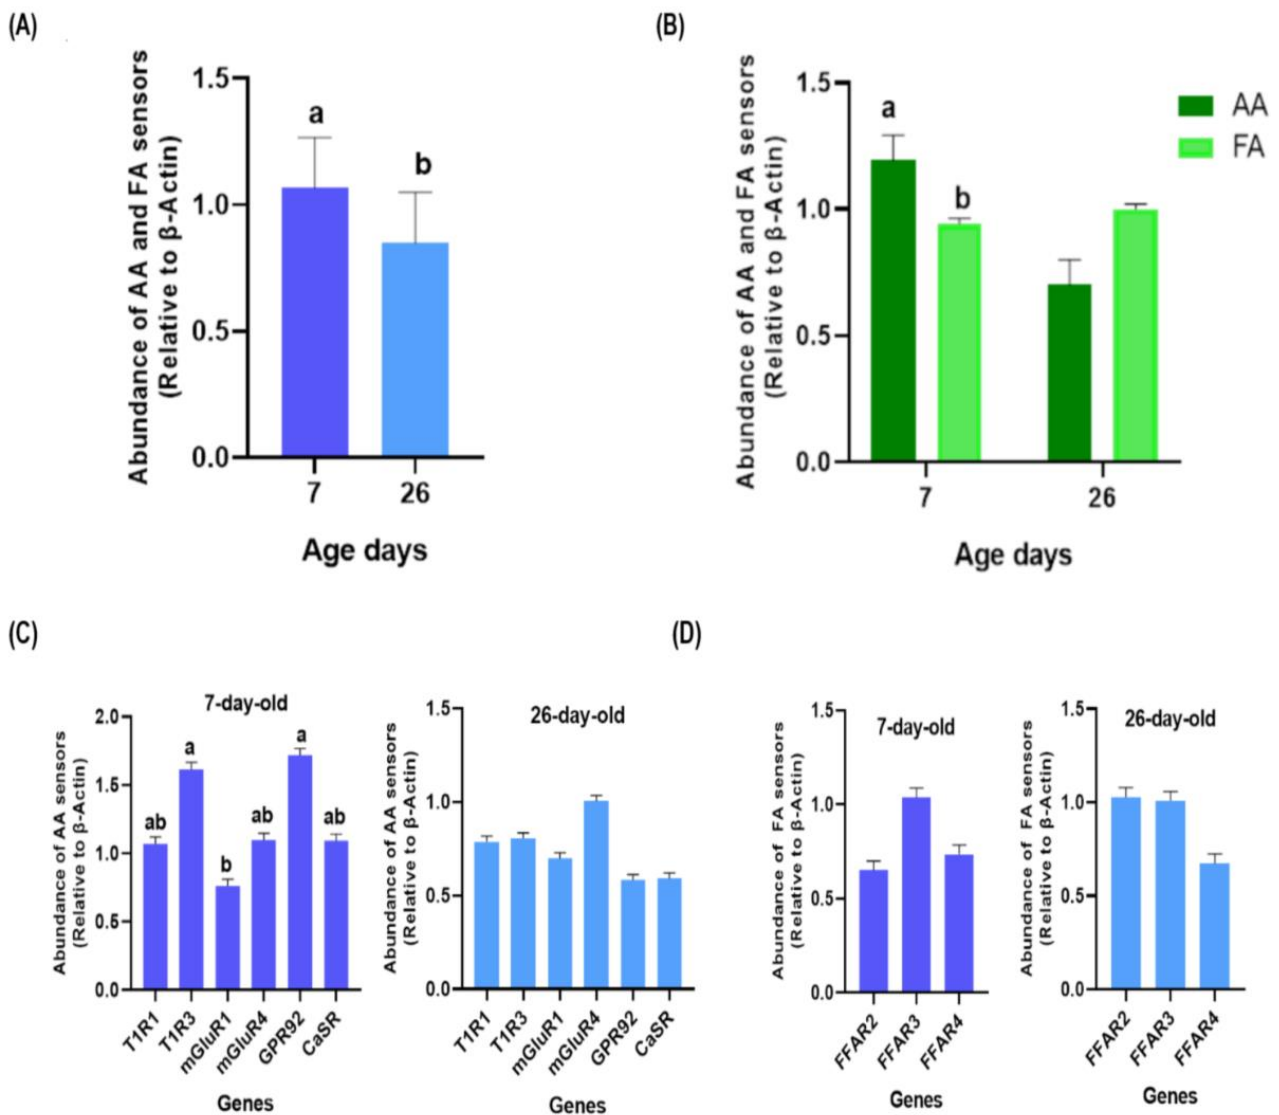 (A)
Abundance of AA and FA sensors
(Relative to β-Actin)
1.5
1.0
0.5
0.0
a
b
7
26
Age days
(B)
Abundance of AA and FA sensors
(Relative to β-Actin)
1.5
1.0
0.5
0.0
a
b
7
26
Age days
AA
FA
(C)
Abundance of AA sensors
(Relative to β-Actin)
7-day-old
2.0
1.5
1.0
0.5
0.0
ab
a
b
ab
a
ab
T1R1
T1R3
mGluR1
mGluR4
GPR92
CaSR
Genes
Abundance of AA sensors
(Relative to β-Actin)
26-day-old
1.5
1.0
0.5
0.0
T1R1
T1R3
mGluR1
mGluR4
GPR92
CaSR
Genes
(D)
Abundance of FA sensors
(Relative to β-Actin)
7-day-old
1.5
1.0
0.5
0.0
FFAR2
FFAR3
FFAR4
Genes
Abundance of FA sensors
(Relative to β-Actin)
26-day-old
1.5
1.0
0.5
0.0
FFAR2
FFAR3
FFAR4
Genes